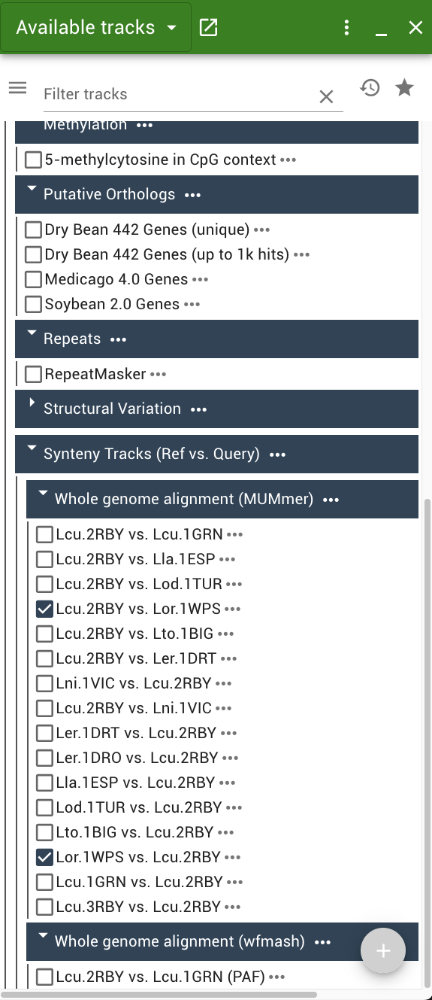 Available tracks
Filter tracks
Methylation ...
5-methylcytosine in CpG context ...
Putative Orthologs ...
Dry Bean 442 Genes (unique) ...
Dry Bean 442 Genes (up to 1k hits) ...
Medicago 4.0 Genes ...
Soybean 2.0 Genes ...
Repeats ...
RepeatMasker ...
Structural Variation ...
Synteny Tracks (Ref vs. Query) ...
Whole genome alignment (MUMmer) ...
Lcu.2RBY vs. Lcu.1GRN ...
Lcu.2RBY vs. Lla.1ESP ...
Lcu.2RBY vs. Lod.1TUR ...
Lcu.2RBY vs. Lor.1WPS ...
Lcu.2RBY vs. Lto.1BIG ...
Lcu.2RBY vs. Ler.1DRT ...
Lni.1VIC vs. Lcu.2RBY ...
Lcu.2RBY vs. Lni.1VIC ...
Ler.1DRT vs. Lcu.2RBY ...
Ler.1DRO vs. Lcu.2RBY ...
Lla.1ESP vs. Lcu.2RBY ...
Lod.1TUR vs. Lcu.2RBY ...
Lto.1BIG vs. Lcu.2RBY ...
Lor.1WPS vs. Lcu.2RBY ...
Lcu.1GRN vs. Lcu.2RBY ...
Lcu.3RBY vs. Lcu.2RBY ...
Whole genome alignment (wfmash) ...
Lcu.2RBY vs. Lcu.1GRN (PAF) ...